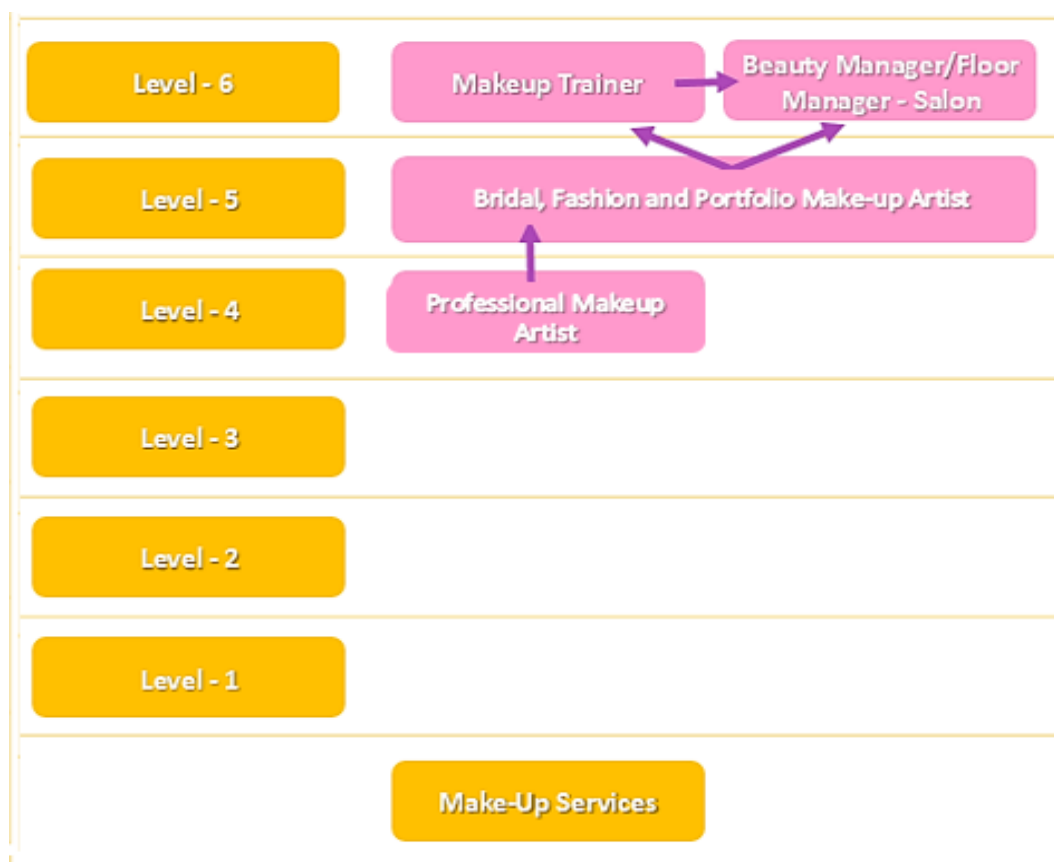 Level - 6
Makeup Trainer
Beauty Manager/Floor
Manager - Salon
Level - 5
Bridal, Fashion and Portfolio Make-up Artist
Level - 4
Professional Makeup
Artist
Level - 3
Level - 2
Level - 1
Make-Up Services